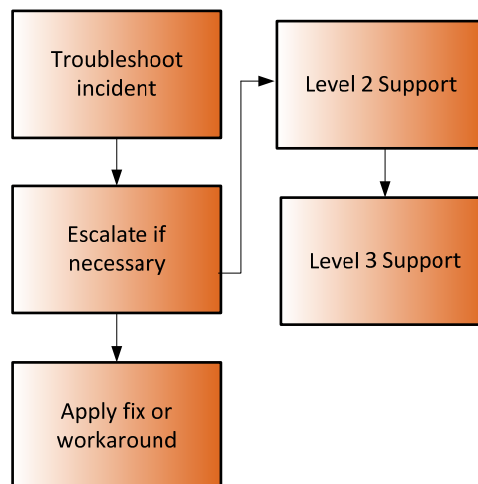 Troubleshoot
incident
Escalate if
necessary
Apply fix or
workaround
Level 2 Support
Level 3 Support